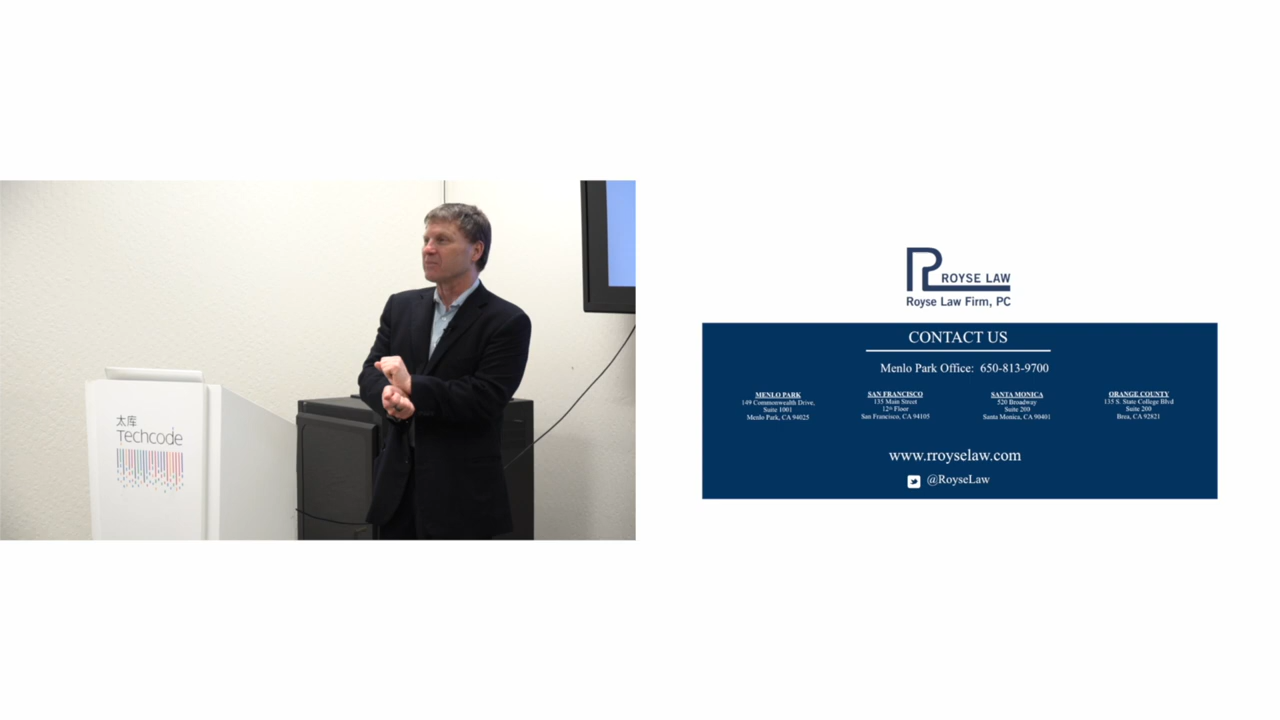 太库
Techcode
ROYSE LAW
Royse Law Firm, PC
CONTACT US
Menlo Park Office: 650-813-9700
MENLO PARK
149 Commonwealth Drive,
Suite 1001
Menlo Park, CA 94025
SAN FRANCISCO
135 Main Street
12th Floor
San Francisco, CA 94105
SANTA MONICA
520 Broadway
Suite 200
Santa Monica, CA 90401
ORANGE COUNTY
135 S. State College Blvd
Suite 200
Brea, CA 92821
www.rroyselaw.com
@RoyseLaw